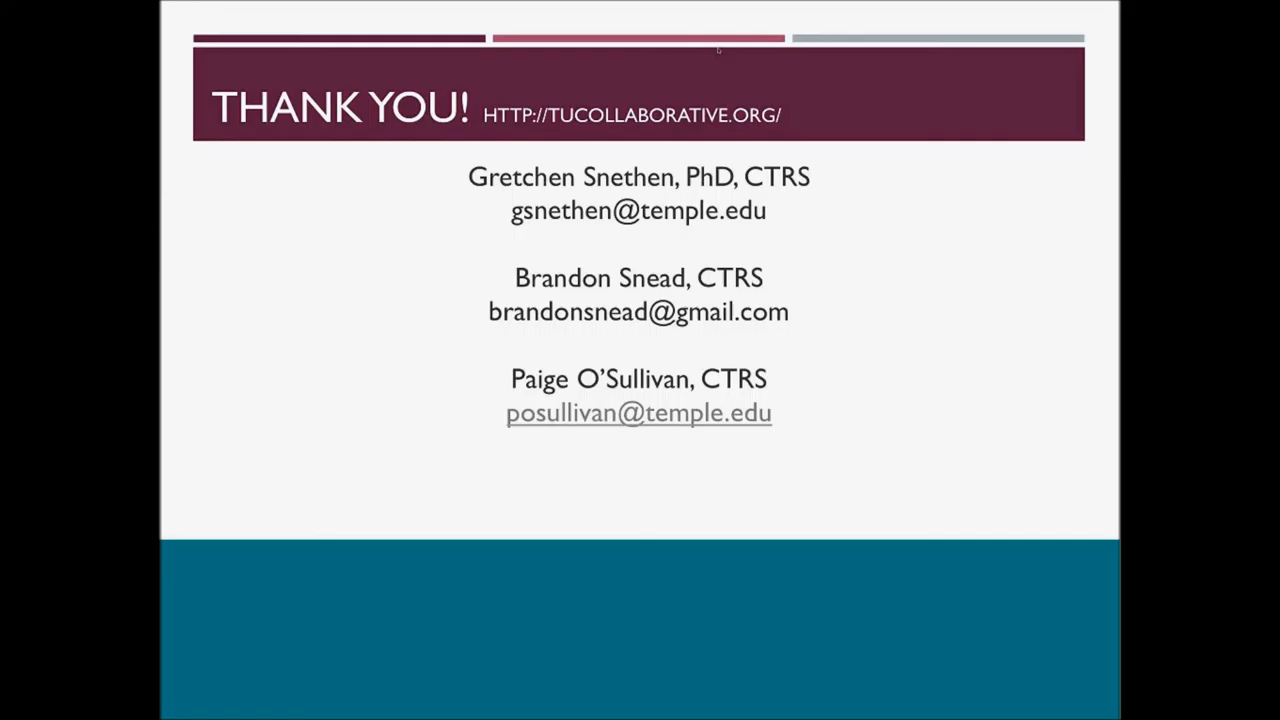 THANK YOU! HTTP://TUCOLLABORATIVE.ORG/
Gretchen Snethen, PhD, CTRS
gsnethen@temple.edu
Brandon Snead, CTRS
brandonsnead@gmail.com
Paige O’Sullivan, CTRS
posullivan@temple.edu